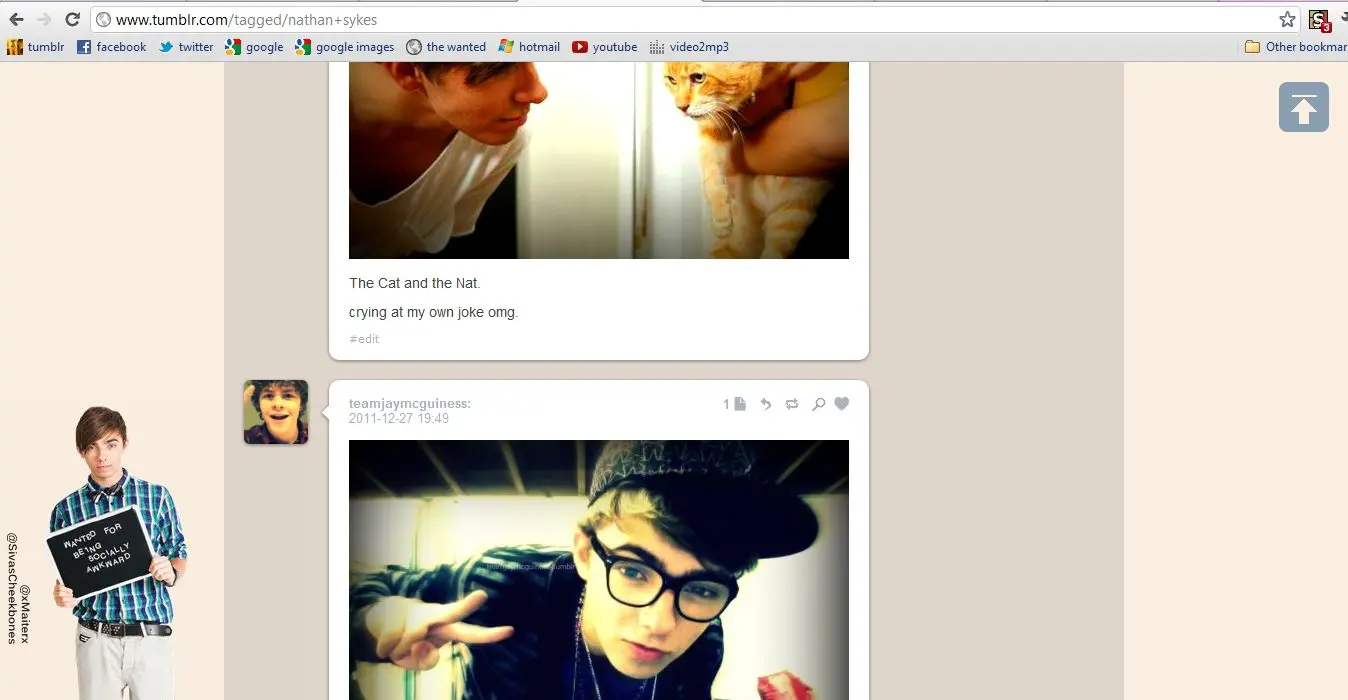 www.tumblr.com/tagged/nathan+sykes
3
tumblr facebook twitter google google images the wanted hotmail youtube video2mp3 Other bookmar
The Cat and the Nat.
crying at my own joke omg.
#edit
teamjaymcguiness:
1
2011-12-27 19:49
WANTED FOR
BEING
SOCIALLY
AWKWARD
@SivasCheekbones
@xMaiterx